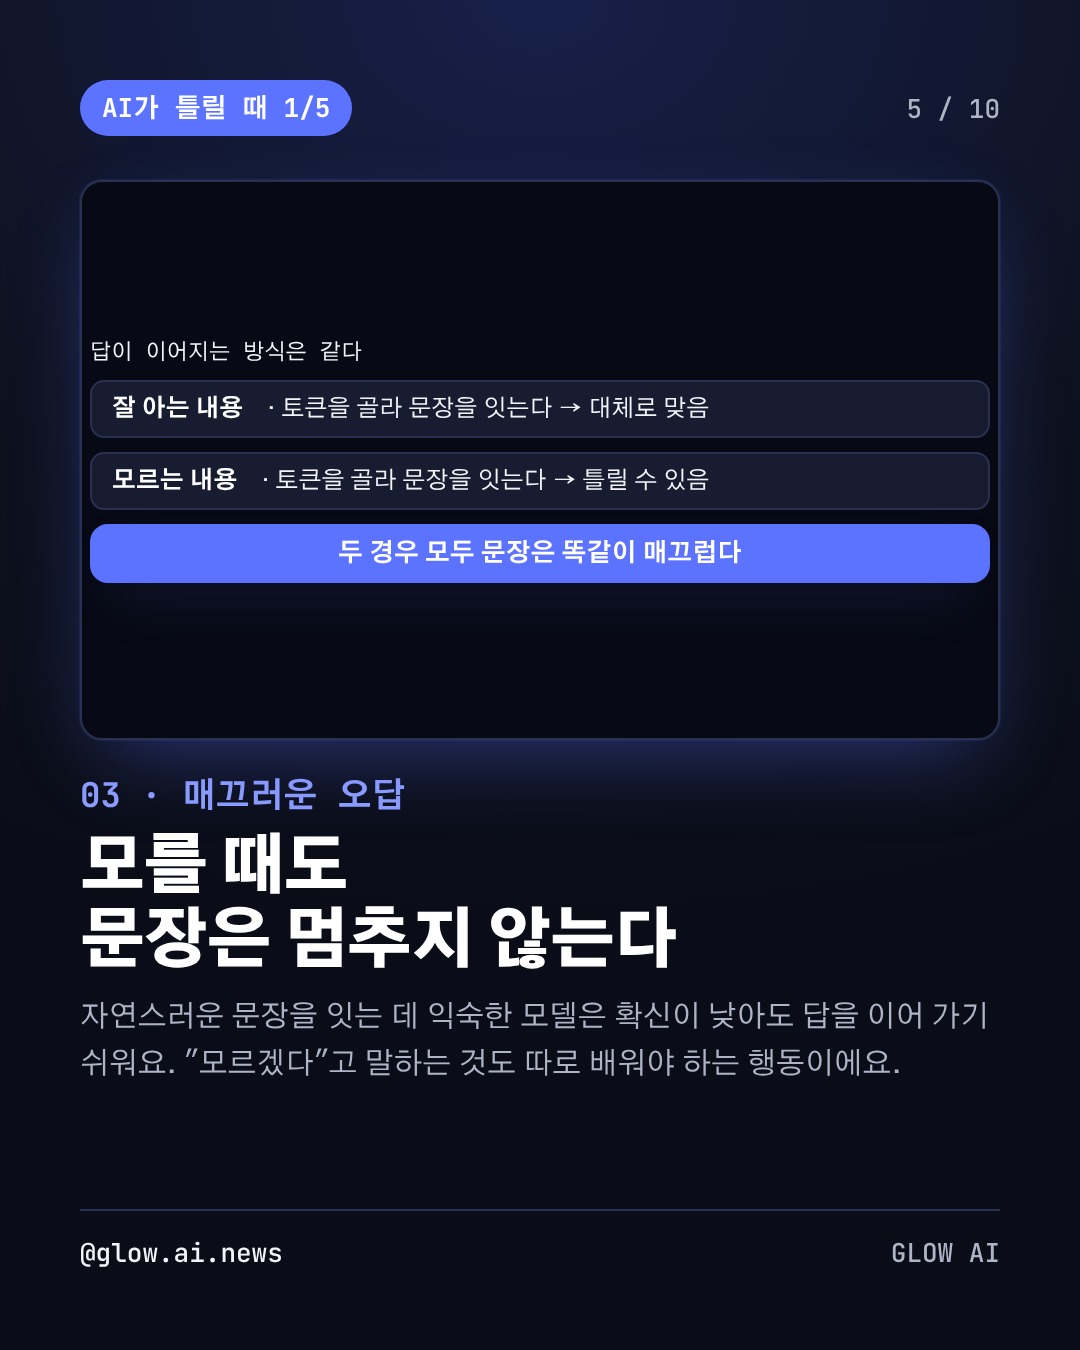 AI가 틀릴 때 1/5
5 / 10
답이 이어지는 방식은 같다
잘 아는 내용 · 토큰을 골라 문장을 잇는다 → 대체로 맞음
모르는 내용 · 토큰을 골라 문장을 잇는다 → 틀릴 수 있음
두 경우 모두 문장은 똑같이 매끄럽다
03 · 매끄러운 오답
모를 때도
문장은 멈추지 않는다
자연스러운 문장을 잇는 데 익숙한 모델은 확신이 낮아도 답을 이어 가기
쉬워요. ”모르겠다”고 말하는 것도 따로 배워야 하는 행동이에요.
@glow.ai.news
GLOW AI